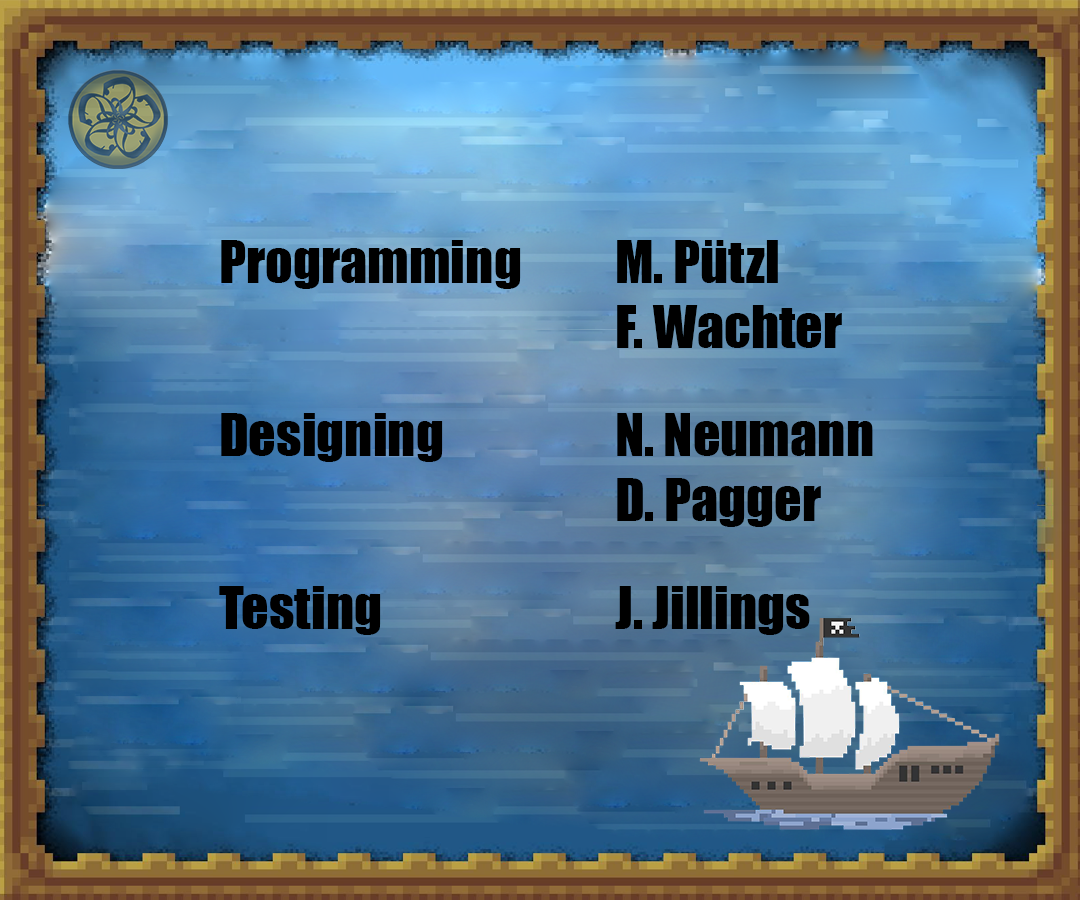 Programming M. Pützl
F. Wachter
Designing N. Neumann
D. Pagger
Testing J. Jillings